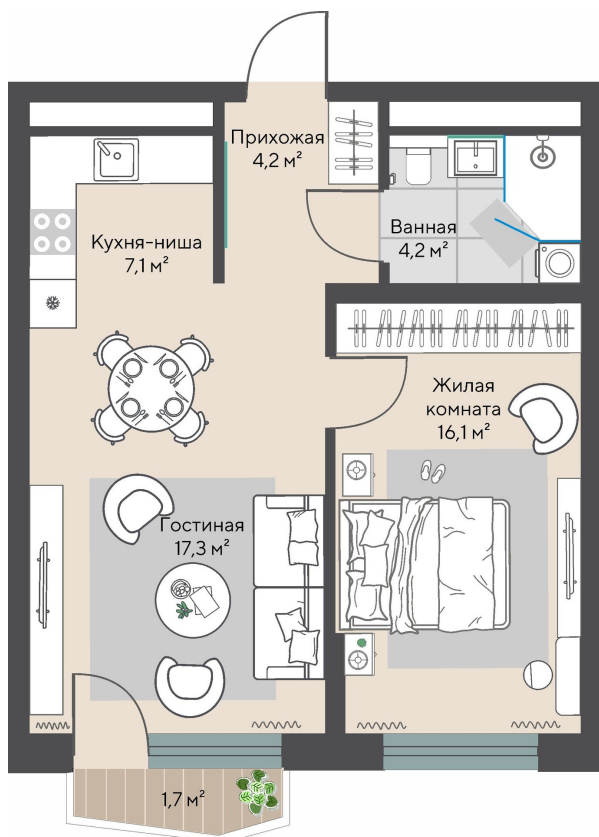 Прихожая
4,2 м²
Ванная
4,2 м²
Кухня-ниша
7,1 м²
Жилая
комната
16,1 м²
Гостиная
17,3 м²
1,7 м²